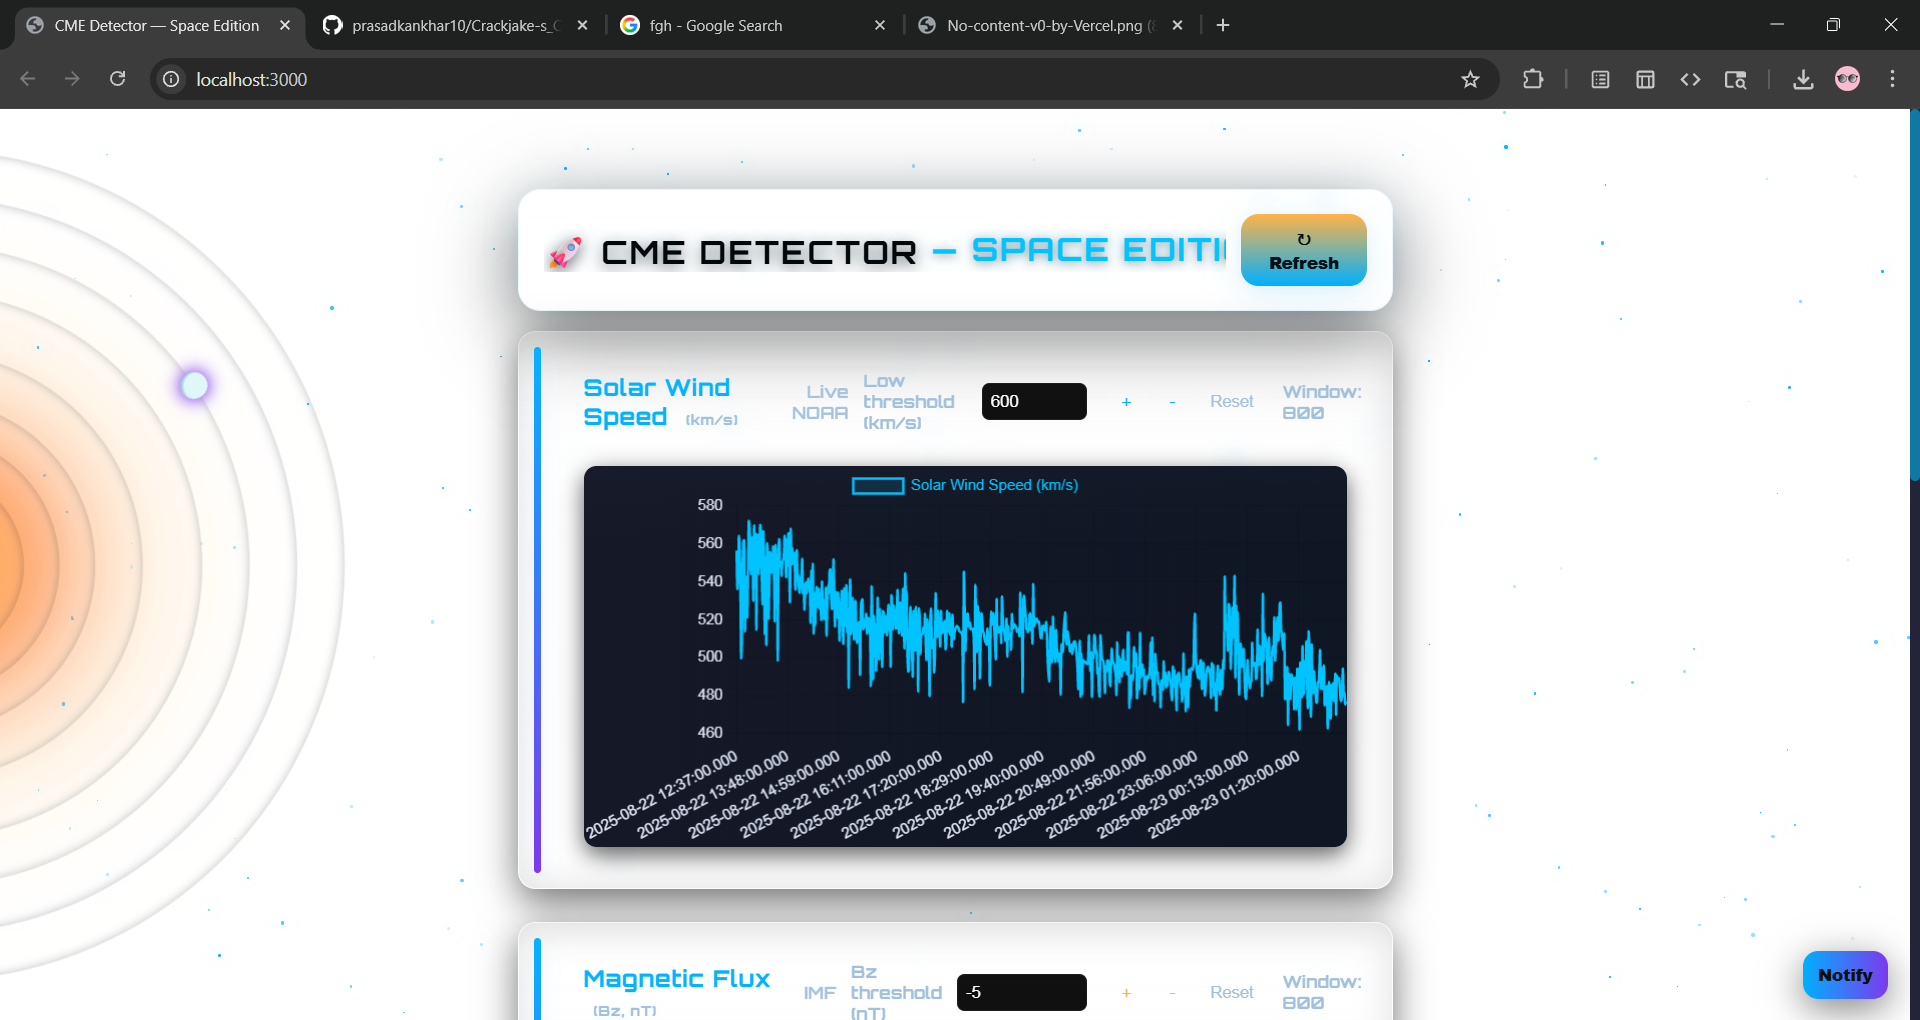 CME Detector — Space Edition
prasadkankhar10/Crackjake-s_
fgh - Google Search
No-content-v0-by-Vercel.png
localhost:3000
🚀 CME DETECTOR – SPACE EDITI
↻
Refresh
Solar Wind
Speed (km/s)
Live
NOAA
Low
threshold
(km/s)
600
+
-
Reset
Window:
800
Solar Wind Speed (km/s)
580
560
540
520
500
480
460
2025-08-22 12:37:00.000
2025-08-22 13:48:00.000
2025-08-22 14:59:00.000
2025-08-22 16:11:00.000
2025-08-22 17:20:00.000
2025-08-22 18:29:00.000
2025-08-22 19:40:00.000
2025-08-22 20:49:00.000
2025-08-22 21:56:00.000
2025-08-22 23:06:00.000
2025-08-23 00:13:00.000
2025-08-23 01:20:00.000
Magnetic Flux
(Bz, nT)
IMF
Bz
threshold
(nT)
-5
+
-
Reset
Window:
800
Notify